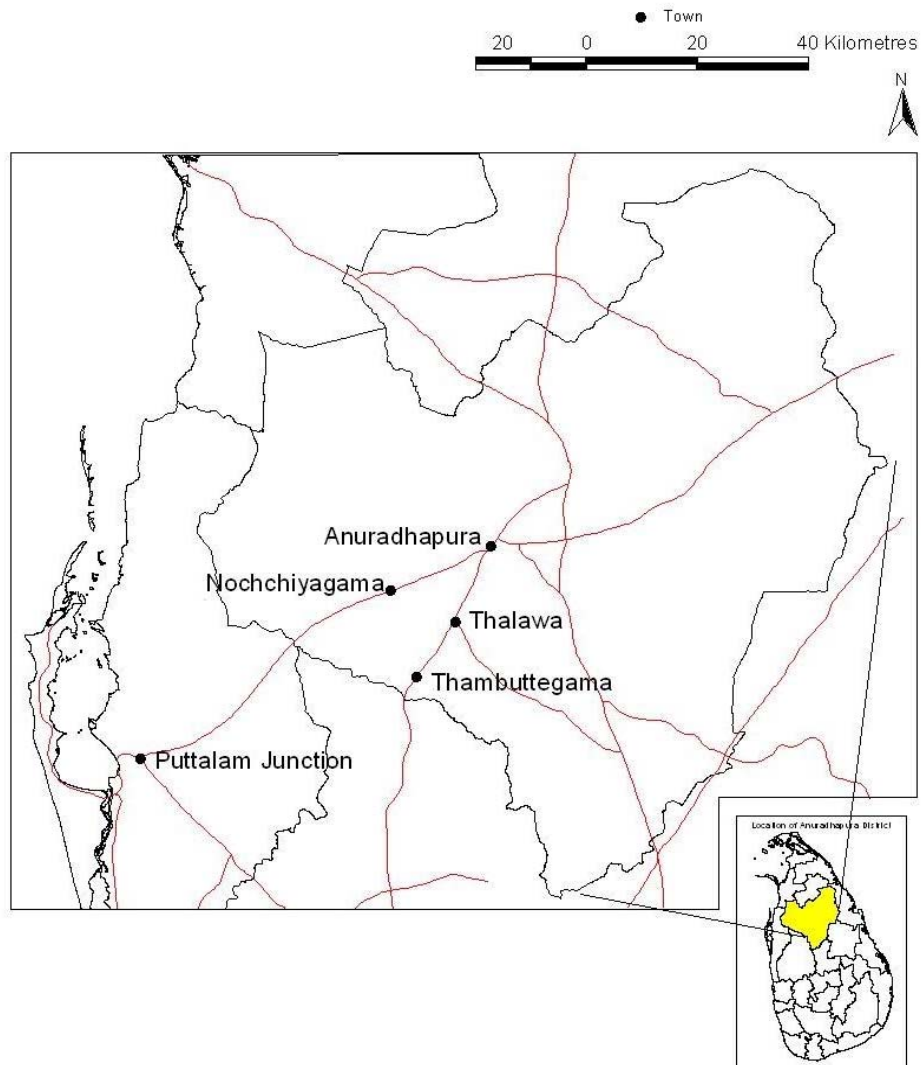 Town
20 0 20 40 Kilometres
N
Anuradhapura
Nochchiyagama
Thalawa
Thambuttegama
Puttalam Junction
Location of Anuradhapura District